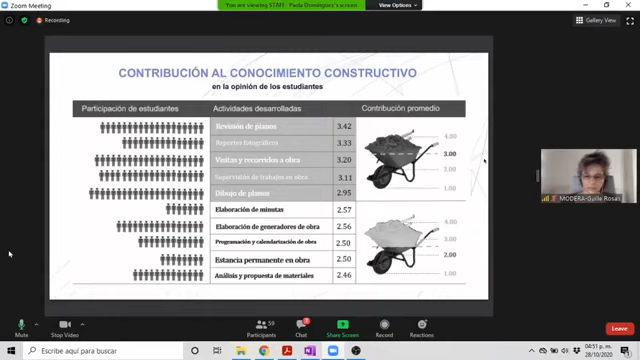 Zoom Meeting
You are viewing STAFF - Paola Dominguez's screen
View Options
Recording
Gallery View
CONTRIBUCIÓN AL CONOCIMIENTO CONSTRUCTIVO
en la opinión de los estudiantes
Participación de estudiantes Actividades desarrolladas Contribución promedio
Revisión de planos 3.42
Reportes fotográficos 3.33
Visitas y recorridos a obra 3.20
Supervisión de trabajos en obra 3.11
Dibujo de planos 2.95
4.00
3.00
2.00
1.00
Elaboración de minutas 2.57
Elaboración de generadores de obra 2.56
Programación y calendarización de obra 2.50
Estancia permanente en obra 2.50
Análisis y propuesta de materiales 2.46
4.00
3.00
2.00
1.00
MODERA-Guille Rosas
Mute
Stop Video
59
Participants
Chat
Share Screen
Record
Reactions
Leave
Escribe aquí para buscar
ESP
04:51 p. m.
28/10/2020